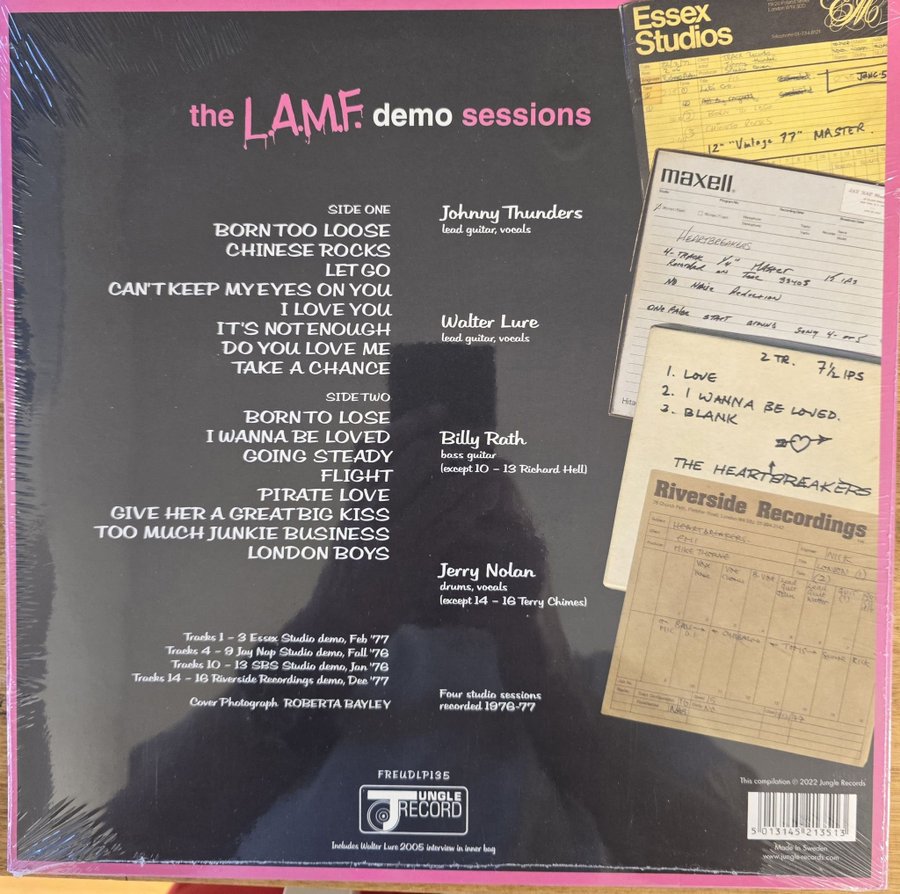 the L.A.M.F. demo sessions
SIDE ONE
BORN TOO LOOSE
CHINESE ROCKS
LET GO
CAN'T KEEP MY EYES ON YOU
I LOVE YOU
IT'S NOT ENOUGH
DO YOU LOVE ME
TAKE A CHANCE
SIDE TWO
BORN TO LOSE
I WANNA BE LOVED
GOING STEADY
FLIGHT
PIRATE LOVE
GIVE HER A GREAT BIG KISS
TOO MUCH JUNKIE BUSINESS
LONDON BOYS
Tracks 1 - 3 Essex Studio demo, Feb '77
Tracks 4 - 9 Jay Nap Studio demo, Fall '76
Tracks 10 - 13 SBS Studio demo, Jan '76
Tracks 14 - 16 Riverside Recordings demo, Dec '77
Cover Photograph ROBERTA BAYLEY
Johnny Thunders
lead guitar, vocals
Walter Lure
lead guitar, vocals
Billy Rath
bass guitar
(except 10 - 13 Richard Hell)
Jerry Nolan
drums, vocals
(except 14 - 16 Terry Chimes)
Four studio sessions
recorded 1976-77
Essex
Studios
CHINESE ROCKS
12- "Vintage 77" MASTER.
maxell
HEARTBREAKERS
4-TRACK 1/4" MASTER 15 IPS
Recorded on
NO NOISE REDUCTION
2 TR. 7½ IPS
1. LOVE
2. I WANNA BE LOVED.
3. BLANK
THE HEARTBREAKERS
Riverside Recordings
HEARTBREAKERS
EMI
MIKE THORNE
FREUDLP135
JUNGLE
RECORD
Includes Walter Lure 2005 interview in inner bag
This compilation © 2022 Jungle Records
5 013145 213513
Made in Sweden
www.jungle-records.com